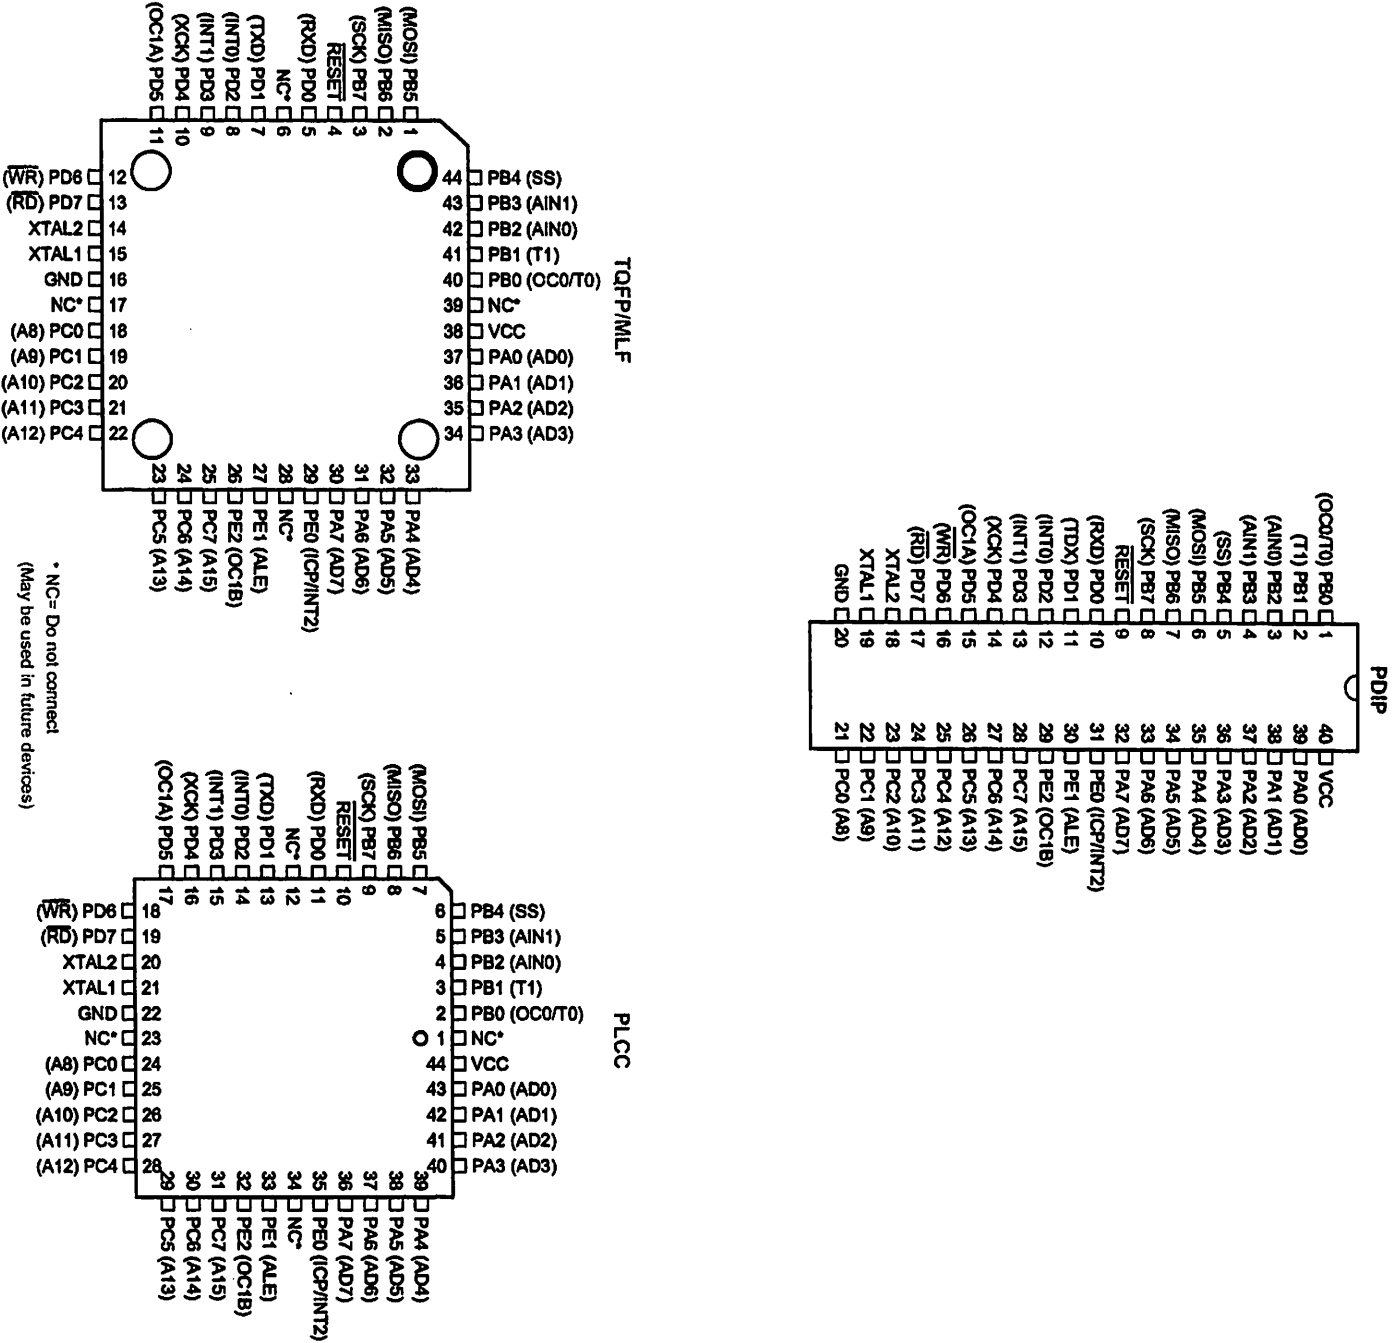 TQFP/MLF
(MOSI) PB5
(MISO) PB6
(SCK) PB7
RESET
(RXD) PD0
NC*
(TXD) PD1
(INT0) PD2
(INT1) PD3
(XCK) PD4
(OC1A) PD5
1
2
3
4
5
6
7
8
9
10
11
(WR) PD6 12
(RD) PD7 13
XTAL2 14
XTAL1 15
GND 16
NC* 17
(A8) PC0 18
(A9) PC1 19
(A10) PC2 20
(A11) PC3 21
(A12) PC4 22
44 PB4 (SS)
43 PB3 (AIN1)
42 PB2 (AIN0)
41 PB1 (T1)
40 PB0 (OC0/T0)
39 NC*
38 VCC
37 PA0 (AD0)
36 PA1 (AD1)
35 PA2 (AD2)
34 PA3 (AD3)
33 PA4 (AD4)
32 PA5 (AD5)
31 PA6 (AD6)
30 PA7 (AD7)
29 PE0 (ICP/INT2)
28 NC*
27 PE1 (ALE)
26 PE2 (OC1B)
25 PC7 (A15)
24 PC6 (A14)
23 PC5 (A13)
* NC= Do not connect
(May be used in future devices)
PDIP
(OC0/T0) PB0 1
(T1) PB1 2
(AIN0) PB2 3
(AIN1) PB3 4
(SS) PB4 5
(MOSI) PB5 6
(MISO) PB6 7
(SCK) PB7 8
RESET 9
(RXD) PD0 10
(TDX) PD1 11
(INT0) PD2 12
(INT1) PD3 13
(XCK) PD4 14
(OC1A) PD5 15
(WR) PD6 16
(RD) PD7 17
XTAL2 18
XTAL1 19
GND 20
40 VCC
39 PA0 (AD0)
38 PA1 (AD1)
37 PA2 (AD2)
36 PA3 (AD3)
35 PA4 (AD4)
34 PA5 (AD5)
33 PA6 (AD6)
32 PA7 (AD7)
31 PE0 (ICP/INT2)
30 PE1 (ALE)
29 PE2 (OC1B)
28 PC7 (A15)
27 PC6 (A14)
26 PC5 (A13)
25 PC4 (A12)
24 PC3 (A11)
23 PC2 (A10)
22 PC1 (A9)
21 PC0 (A8)
PLCC
(MOSI) PB5 7
(MISO) PB6 8
(SCK) PB7 9
RESET 10
(RXD) PD0 11
NC* 12
(TXD) PD1 13
(INT0) PD2 14
(INT1) PD3 15
(XCK) PD4 16
(OC1A) PD5 17
(WR) PD6 18
(RD) PD7 19
XTAL2 20
XTAL1 21
GND 22
NC* 23
(A8) PC0 24
(A9) PC1 25
(A10) PC2 26
(A11) PC3 27
(A12) PC4 28
6 PB4 (SS)
5 PB3 (AIN1)
4 PB2 (AIN0)
3 PB1 (T1)
2 PB0 (OC0/T0)
1 NC*
44 VCC
43 PA0 (AD0)
42 PA1 (AD1)
41 PA2 (AD2)
40 PA3 (AD3)
39 PA4 (AD4)
38 PA5 (AD5)
37 PA6 (AD6)
36 PA7 (AD7)
35 PE0 (ICP/INT2)
34 NC*
33 PE1 (ALE)
32 PE2 (OC1B)
31 PC7 (A15)
30 PC6 (A14)
29 PC5 (A13)